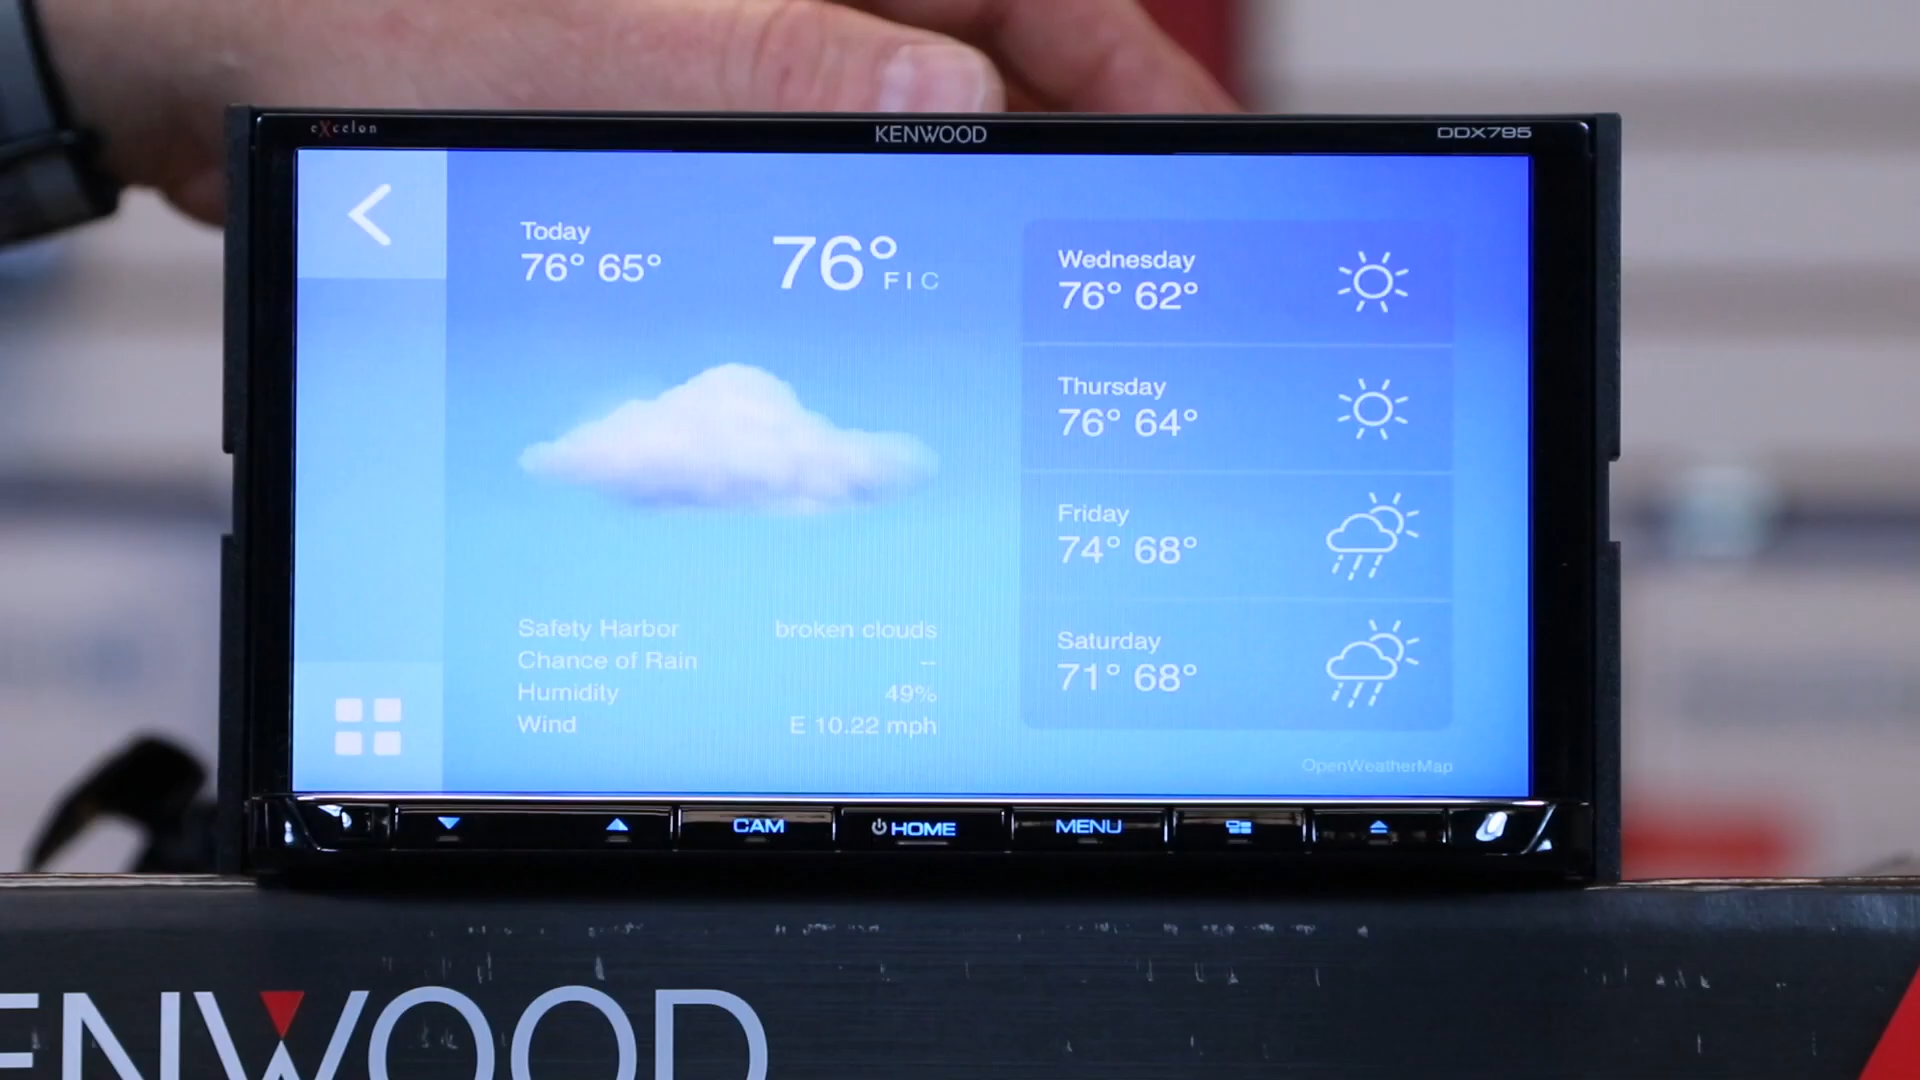 eXcelon
KENWOOD
DDX795
Today
76° 65°
76° F|C
Safety Harbor broken clouds
Chance of Rain --
Humidity 49%
Wind E 10.22 mph
Wednesday
76° 62°
Thursday
76° 64°
Friday
74° 68°
Saturday
71° 68°
OpenWeatherMap
CAM
HOME
MENU
ENWOOD